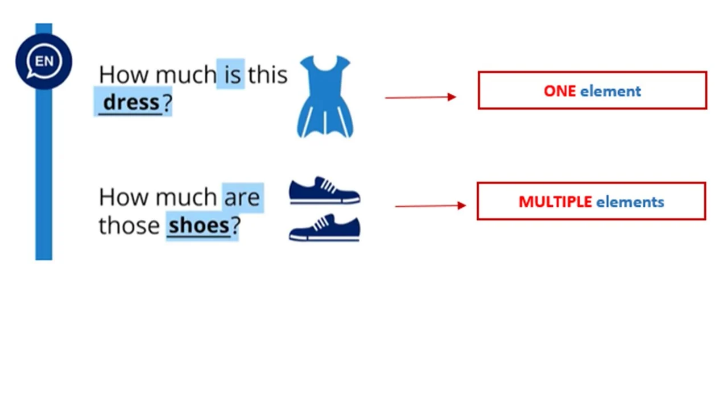 EN
How much is this
dress?
ONE element
How much are
those shoes?
MULTIPLE elements